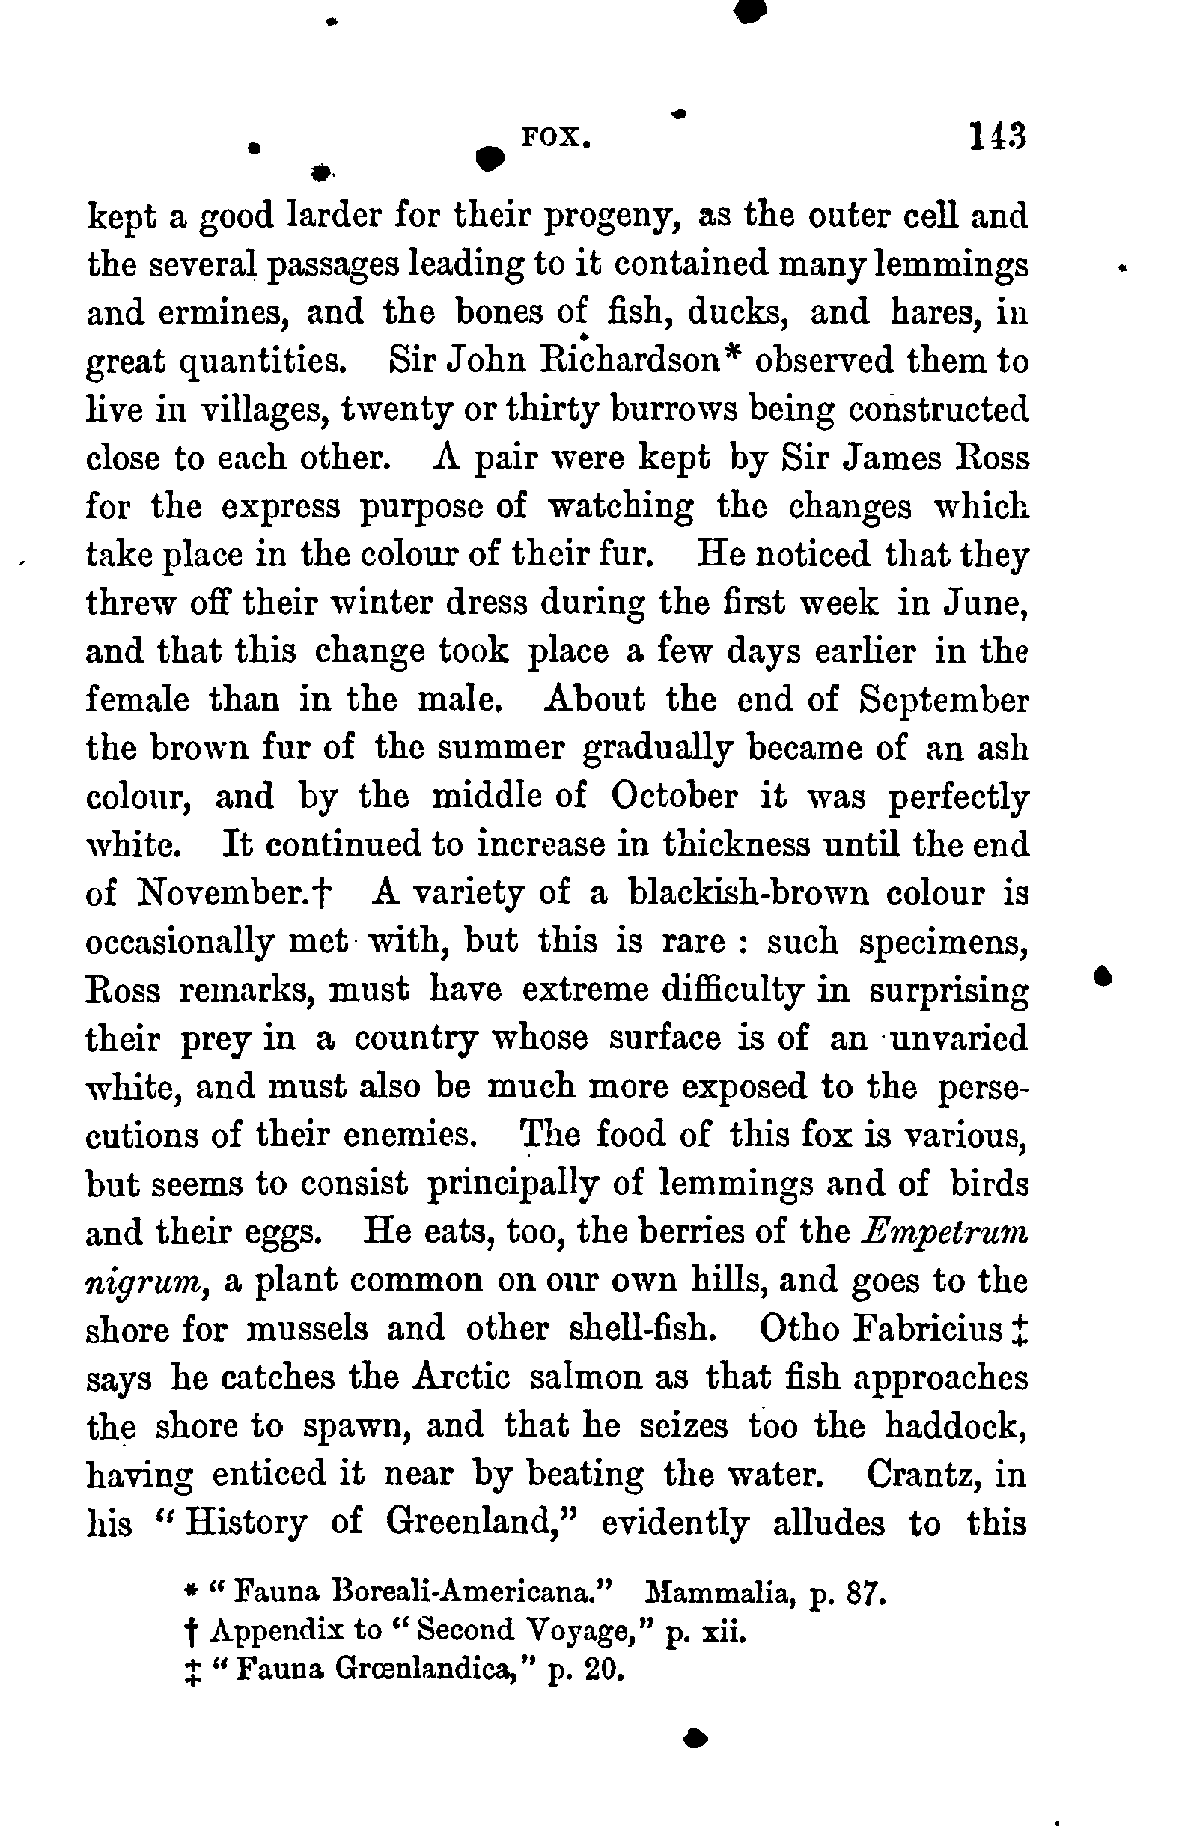 FOX. 143
kept a good larder for their progeny, as the outer cell and
the several passages leading to it contained many lemmings
and ermines, and the bones of fish, ducks, and hares, in
great quantities. Sir John Richardson* observed them to
live in villages, twenty or thirty burrows being constructed
close to each other. A pair were kept by Sir James Ross
for the express purpose of watching the changes which
take place in the colour of their fur. He noticed that they
threw off their winter dress during the first week in June,
and that this change took place a few days earlier in the
female than in the male. About the end of September
the brown fur of the summer gradually became of an ash
colour, and by the middle of October it was perfectly
white. It continued to increase in thickness until the end
of November.† A variety of a blackish-brown colour is
occasionally met with, but this is rare : such specimens,
Ross remarks, must have extreme difficulty in surprising
their prey in a country whose surface is of an unvaried
white, and must also be much more exposed to the perse-
cutions of their enemies. The food of this fox is various,
but seems to consist principally of lemmings and of birds
and their eggs. He eats, too, the berries of the Empetrum
nigrum, a plant common on our own hills, and goes to the
shore for mussels and other shell-fish. Otho Fabricius ‡
says he catches the Arctic salmon as that fish approaches
the shore to spawn, and that he seizes too the haddock,
having enticed it near by beating the water. Crantz, in
his "History of Greenland," evidently alludes to this
* "Fauna Boreali-Americana." Mammalia, p. 87.
† Appendix to "Second Voyage," p. xii.
‡ "Fauna Grœnlandica," p. 20.